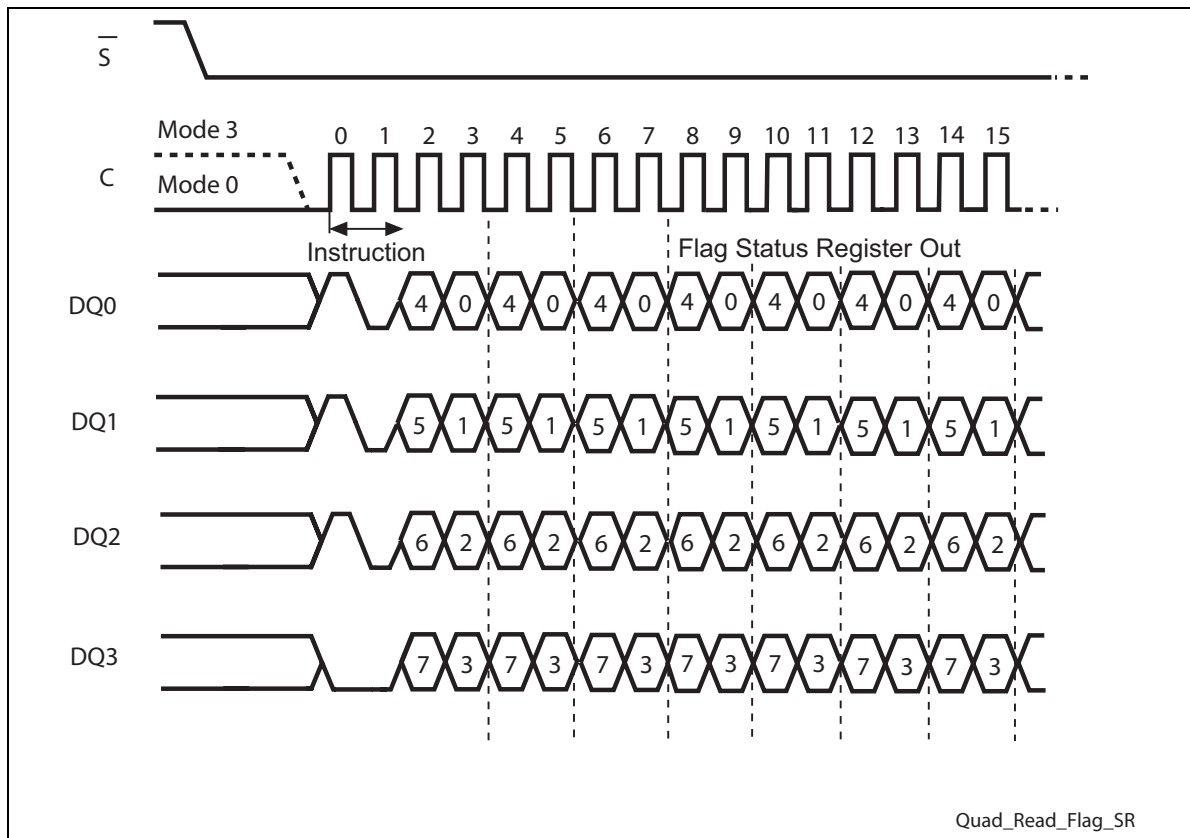 S
Mode 3
0 1 2 3 4 5 6 7 8 9 10 11 12 13 14 15
C
Mode 0
Instruction
Flag Status Register Out
DQ0 4 0 4 0 4 0 4 0 4 0 4 0 4 0
DQ1 5 1 5 1 5 1 5 1 5 1 5 1 5 1
DQ2 6 2 6 2 6 2 6 2 6 2 6 2 6 2
DQ3 7 3 7 3 7 3 7 3 7 3 7 3 7 3
Quad_Read_Flag_SR